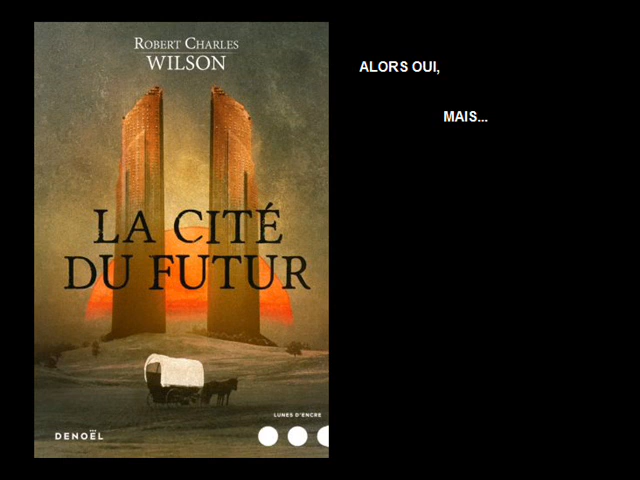 ROBERT CHARLES
WILSON
LA CITÉ
DU FUTUR
LUNES D'ENCRE
DENOËL
ALORS OUI,
MAIS...